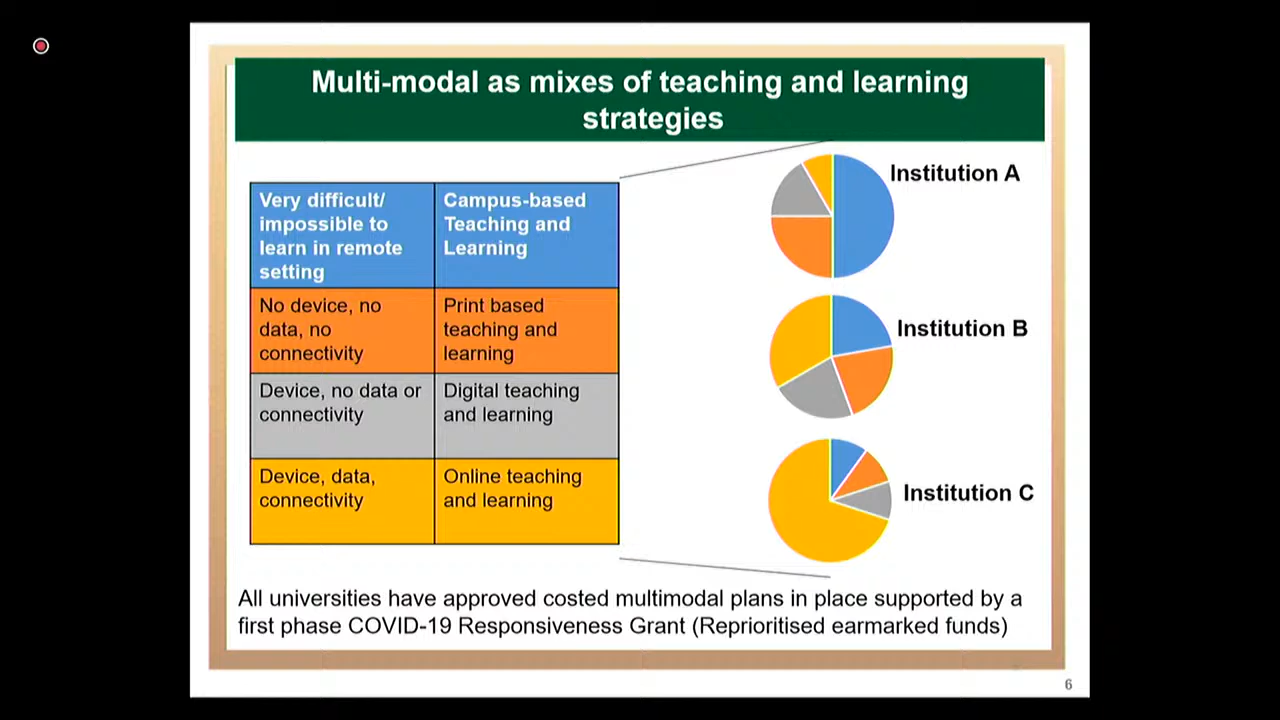 Multi-modal as mixes of teaching and learning
strategies
Very difficult/
impossible to
learn in remote
setting
Campus-based
Teaching and
Learning
No device, no
data, no
connectivity
Print based
teaching and
learning
Device, no data or
connectivity
Digital teaching
and learning
Device, data,
connectivity
Online teaching
and learning
Institution A
Institution B
Institution C
All universities have approved costed multimodal plans in place supported by a
first phase COVID-19 Responsiveness Grant (Reprioritised earmarked funds)
6